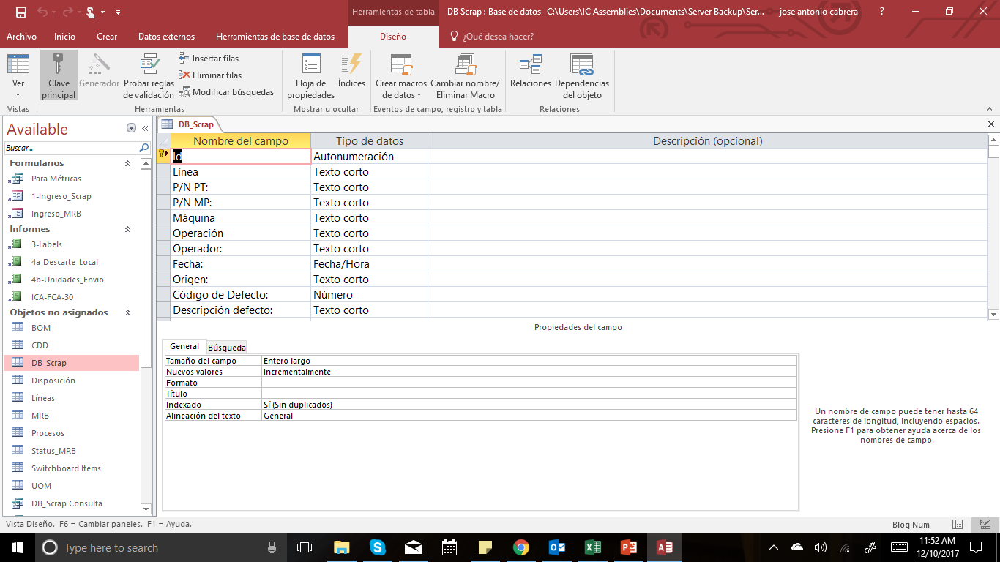 Herramientas de tabla
DB Scrap : Base de datos- C:\Users\IC Assemblies\Documents\Server Backup\Ser...
jose antonio cabrera
?
Archivo
Inicio
Crear
Datos externos
Herramientas de base de datos
Diseño
¿Qué desea hacer?
Ver
Clave
principal
Generador
Probar reglas
de validación
Insertar filas
Eliminar filas
Modificar búsquedas
Hoja de
propiedades
Índices
Crear macros
de datos
Cambiar nombre/
Eliminar Macro
Relaciones
Dependencias
del objeto
Vistas
Herramientas
Mostrar u ocultar
Eventos de campo, registro y tabla
Relaciones
Available
Buscar...
Formularios
Para Métricas
1-Ingreso_Scrap
Ingreso_MRB
Informes
3-Labels
4a-Descarte_Local
4b-Unidades_Envio
ICA-FCA-30
Objetos no asignados
BOM
CDD
DB_Scrap
Disposición
Líneas
MRB
Procesos
Status_MRB
Switchboard Items
UOM
DB_Scrap Consulta
DB_Scrap
Nombre del campo Tipo de datos Descripción (opcional)
Id Autonumeración
Línea Texto corto
P/N PT: Texto corto
P/N MP: Texto corto
Máquina Texto corto
Operación Texto corto
Operador: Texto corto
Fecha: Fecha/Hora
Origen: Texto corto
Código de Defecto: Número
Descripción defecto: Texto corto
Propiedades del campo
General Búsqueda
Tamaño del campo Entero largo
Nuevos valores Incrementalmente
Formato
Título
Indexado Sí (Sin duplicados)
Alineación del texto General
Un nombre de campo puede tener hasta 64
caracteres de longitud, incluyendo espacios.
Presione F1 para obtener ayuda acerca de los
nombres de campo.
Vista Diseño. F6 = Cambiar paneles. F1 = Ayuda.
Bloq Num
Type here to search
11:52 AM
12/10/2017